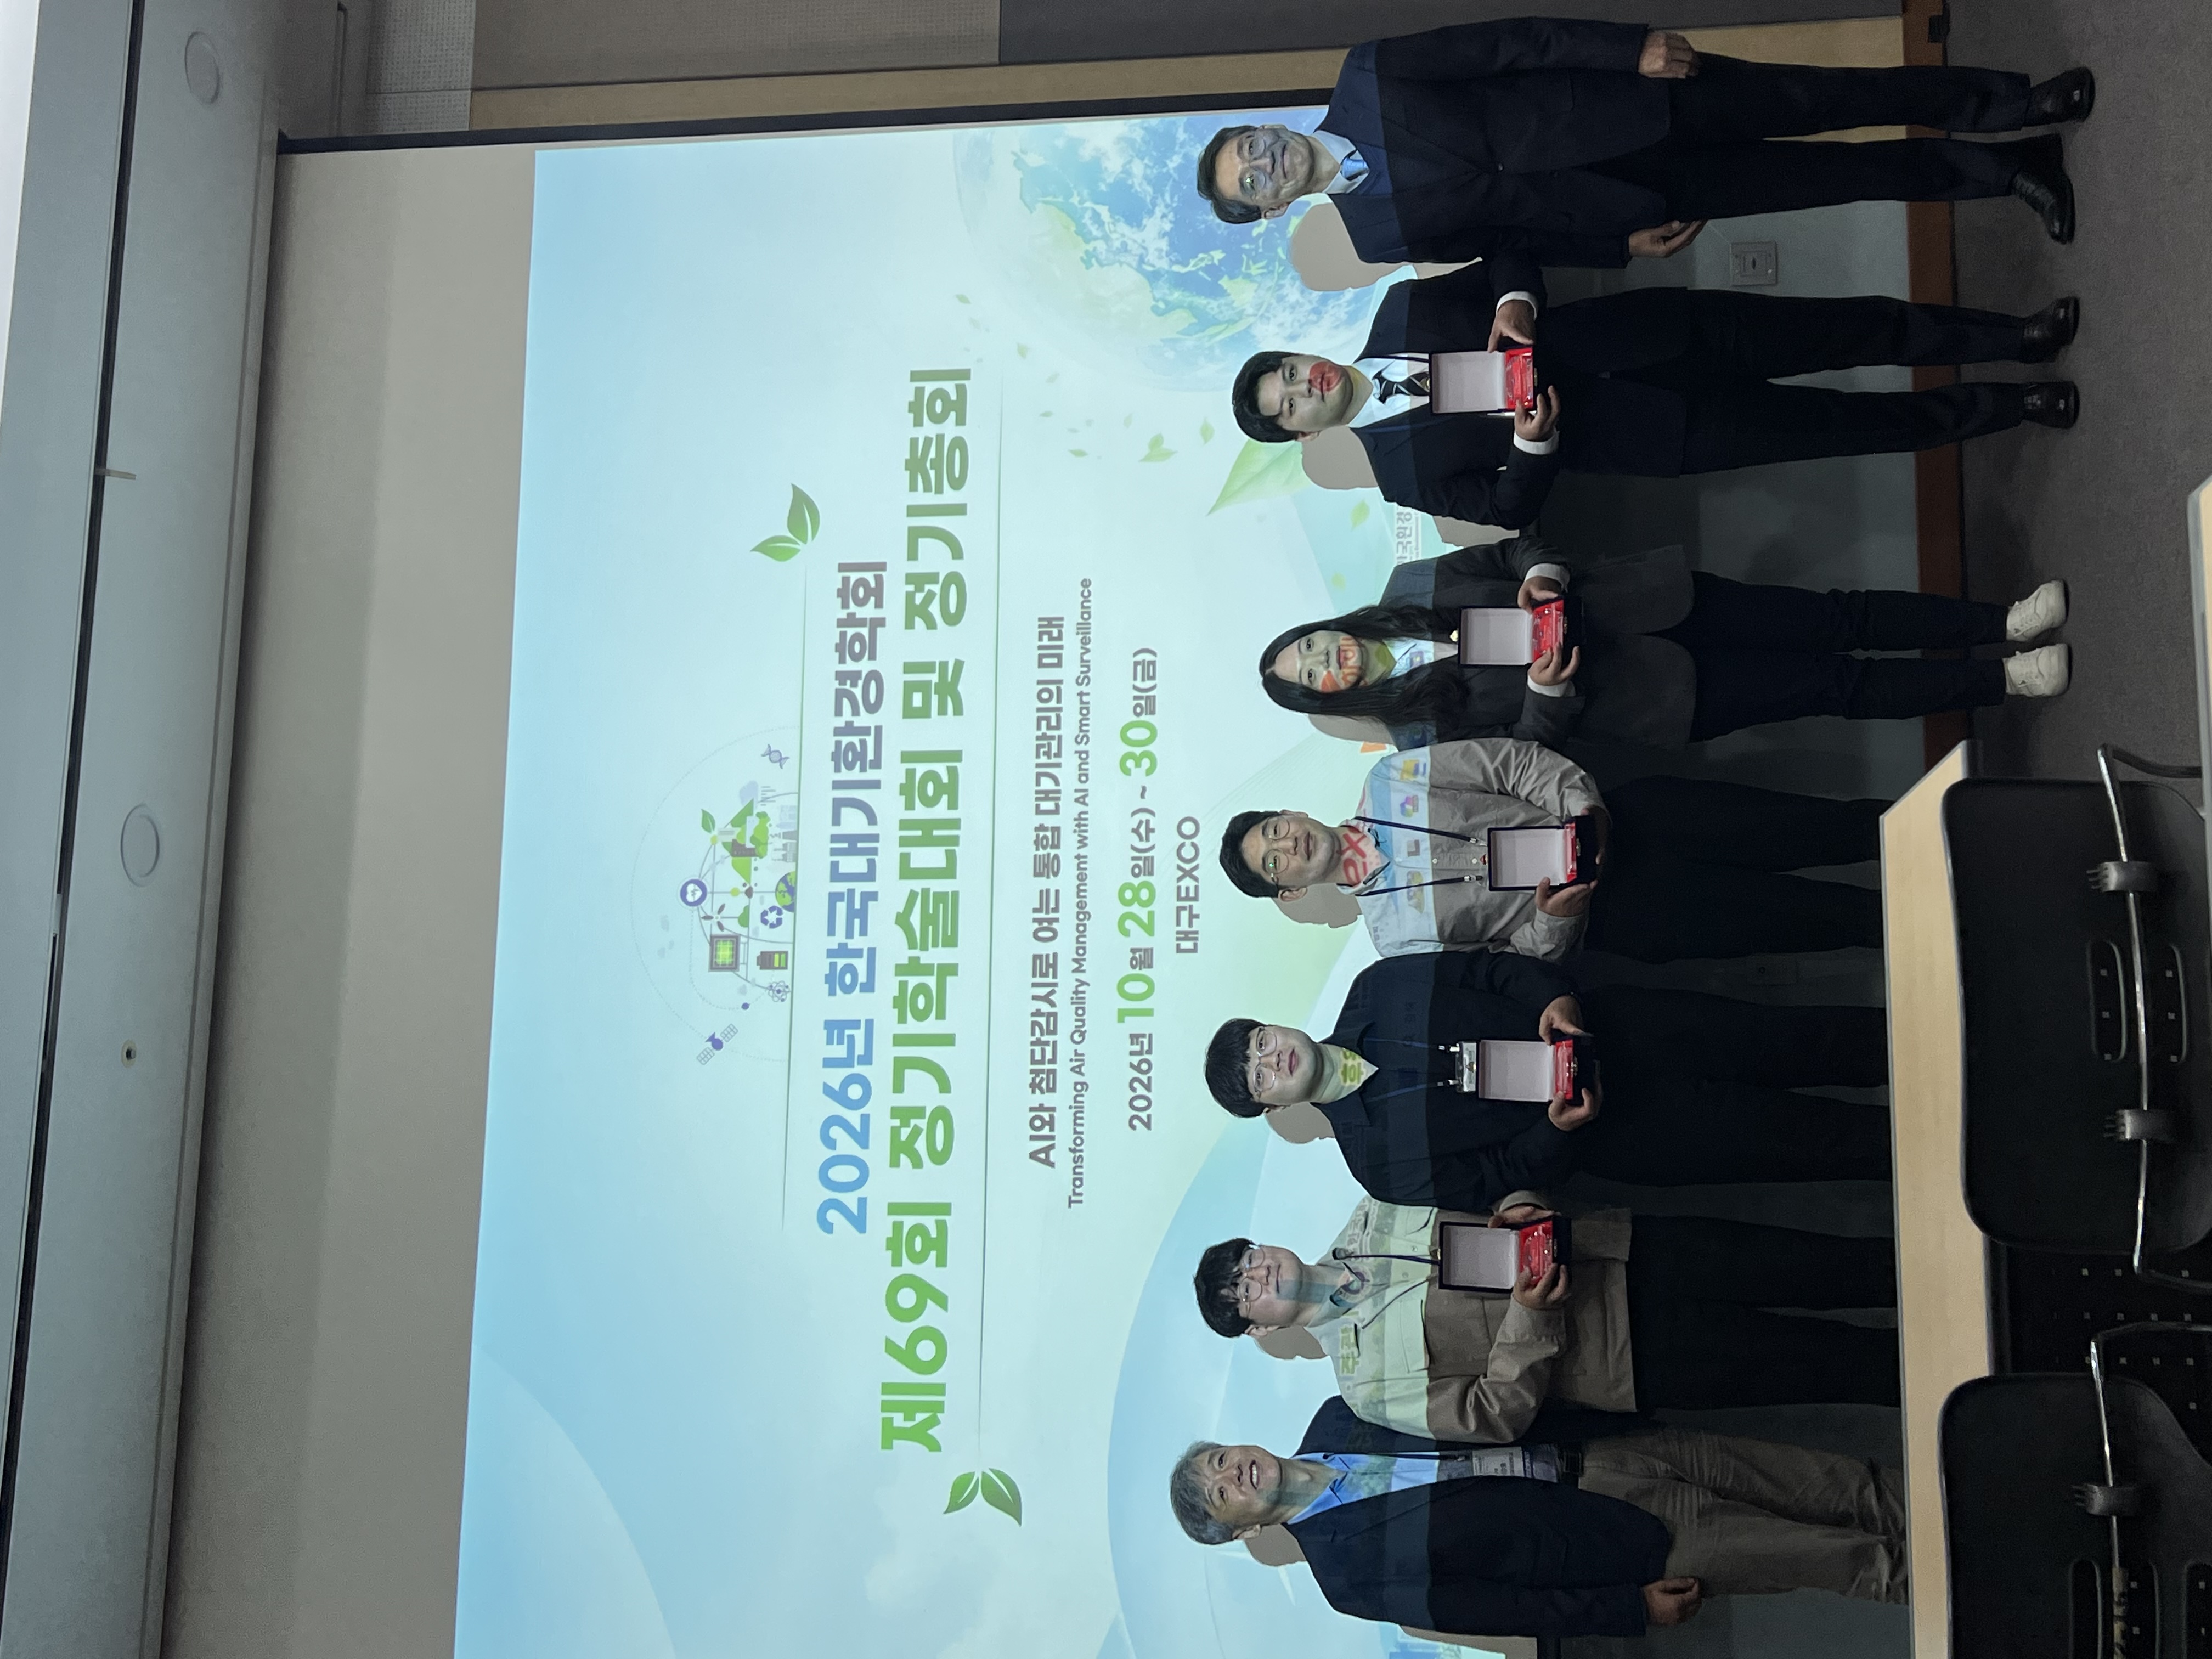 2026년 한국대기환경학회
제69회 정기학술대회 및 정기총회
AI와 첨단감시로 여는 통합 대기관리의 미래
Transforming Air Quality Management with AI and Smart Surveillance
2026년 10월 28일(수) ~ 30일(금)
대구EXCO
주관
후원